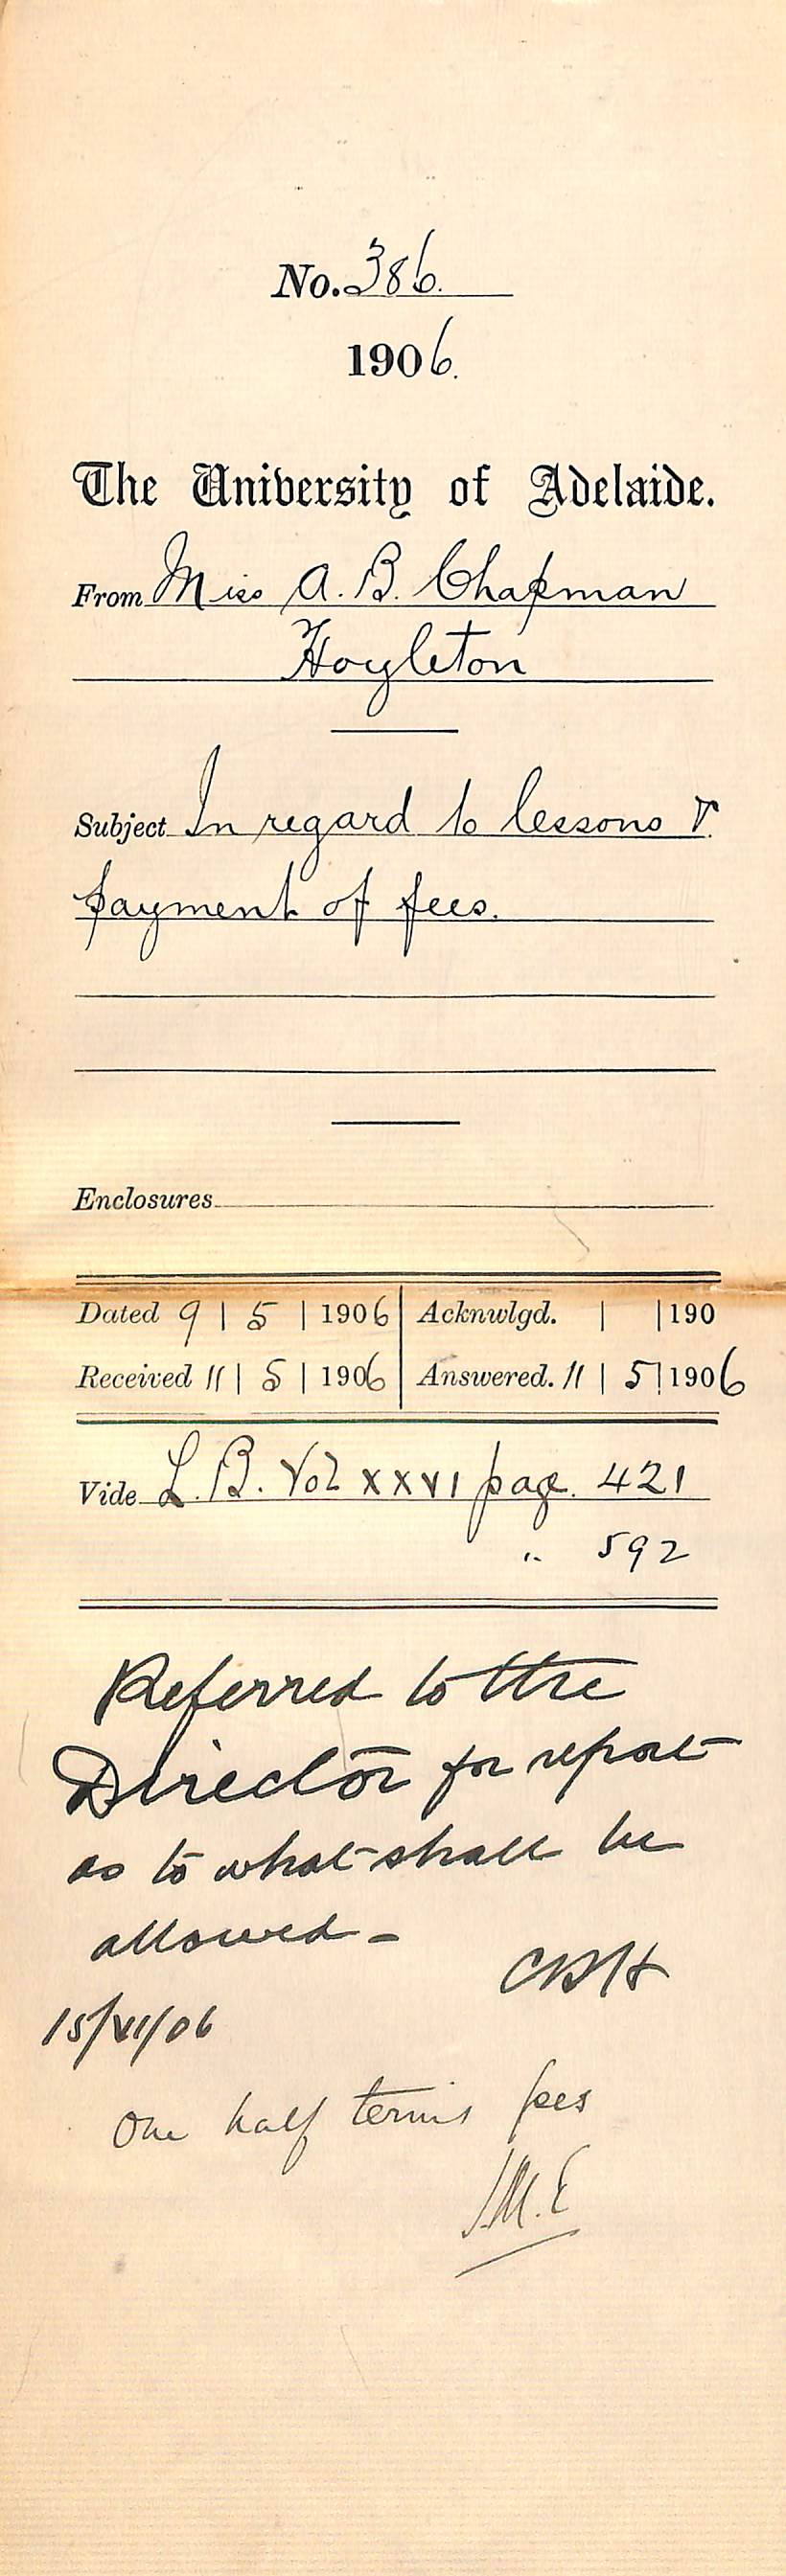 No. 386.
1906.
The University of Adelaide.
From Miss A. B. Chapman
Hoyleton
Subject In regard to lessons &
payment of fees.
Enclosures
Dated 9 | 5 | 1906 | Acknwlgd. | | 190
Received 11 | 5 | 1906 | Answered. 11 | 5 | 1906
Vide L. B. Vol XXVI page. 421
" 592
Referred to the
Director for report
as to what shall be
allowed -
CRH
15/VI/06
One half terms fees
J.M.E